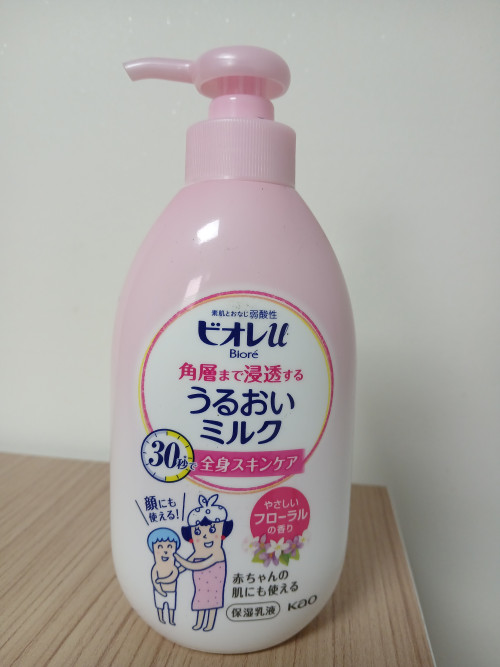 素肌とおなじ弱酸性
ビオレu
Bioré
角層まで浸透する
うるおい
ミルク
30秒で全身スキンケア
顔にも
使える!
やさしい
フローラル
の香り
赤ちゃんの
肌にも使える
保湿乳液 Kao